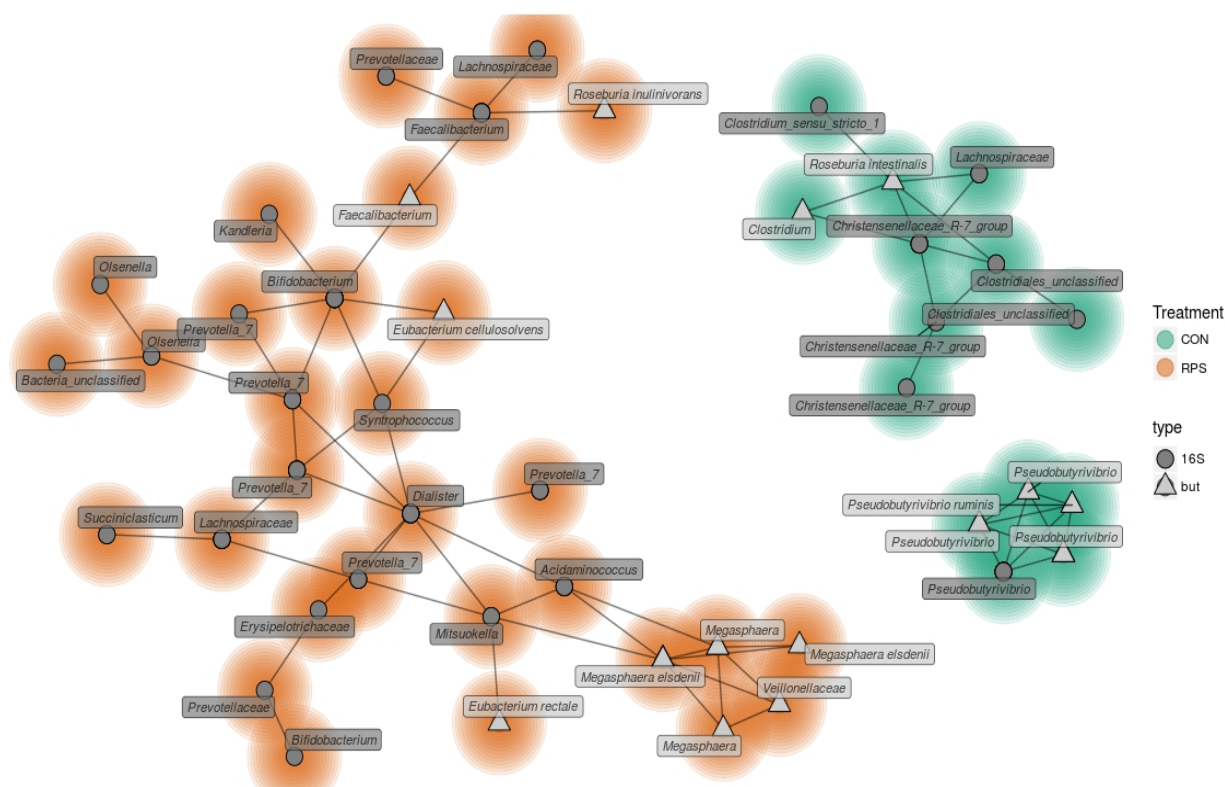 Prevotellaceae
Lachnospiraceae
Roseburia inulinivorans
Faecalibacterium
Clostridium_sensu_stricto_1
Roseburia intestinalis
Lachnospiraceae
Faecalibacterium
Kandleria
Clostridium
Christensenellaceae_R-7_group
Olsenella
Bifidobacterium
Clostridiales_unclassified
Prevotella_7
Eubacterium cellulosolvens
Clostridiales_unclassified
Olsenella
Christensenellaceae_R-7_group
Bacteria_unclassified
Prevotella_7
Christensenellaceae_R-7_group
Syntrophococcus
Treatment
CON
RPS
type
16S
but
Prevotella_7
Prevotella_7
Pseudobutyrivibrio
Dialister
Pseudobutyrivibrio ruminis
Succiniclasticum
Lachnospiraceae
Pseudobutyrivibrio
Pseudobutyrivibrio
Prevotella_7
Acidaminococcus
Pseudobutyrivibrio
Erysipelotrichaceae
Mitsuokella
Megasphaera
Megasphaera elsdenii
Megasphaera elsdenii
Veillonellaceae
Prevotellaceae
Eubacterium rectale
Bifidobacterium
Megasphaera